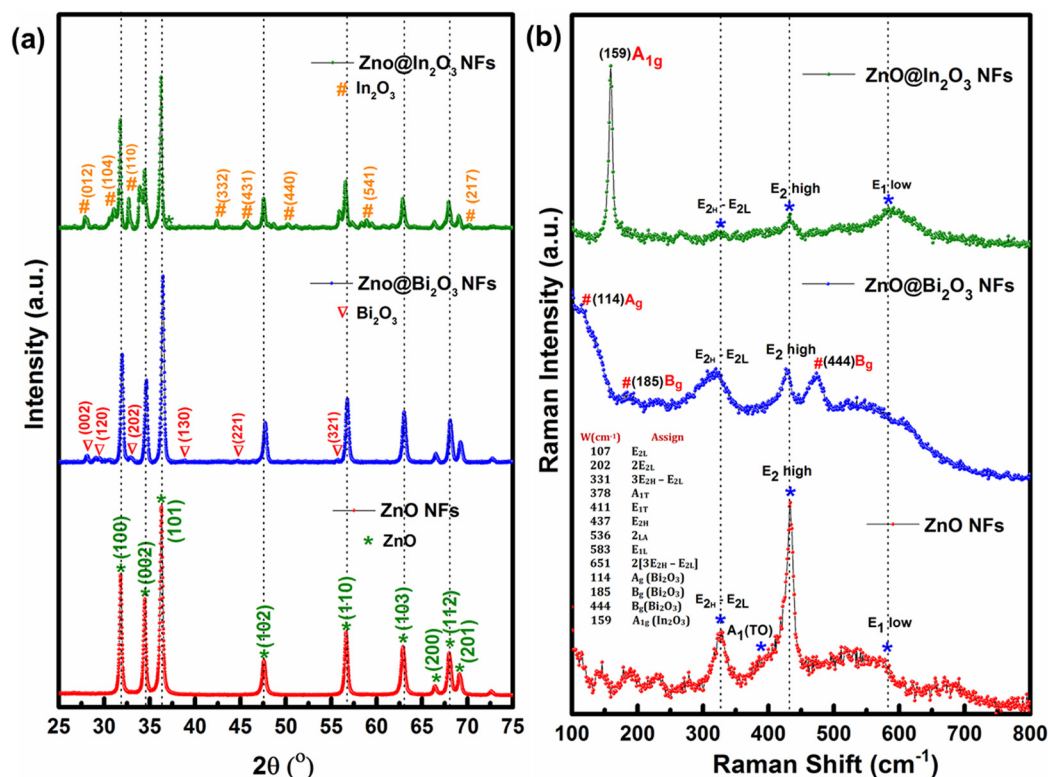 (a)
Zno@In₂O₃ NFs
# In₂O₃
#(012)
#(104)
#(110)
#(332)
#(431)
#(440)
#(541)
#(217)
#
Zno@Bi₂O₃ NFs
▽ Bi₂O₃
▽(002)
▽(120)
▽(202)
▽(130)
▽(221)
▽(321)
ZnO NFs
* ZnO
*(100)
*(002)
*(101)
*(102)
*(110)
*(103)
*(200)
*(112)
*(201)
Intensity (a.u.)
25 30 35 40 45 50 55 60 65 70 75
2θ (°)
(b)
(159)A1g
ZnO@In₂O₃ NFs
E2H - E2L
E₂ high
E₁ low
#(114)Ag
ZnO@Bi₂O₃ NFs
#(185)Bg
E2H - E2L
E₂ high
#(444)Bg
W(cm⁻¹) Assign
107 E2L
202 2E2L
331 3E2H – E2L
378 A1T
411 E1T
437 E2H
536 2LA
583 E1L
651 2[3E2H – E2L]
114 Ag (Bi₂O₃)
185 Bg (Bi₂O₃)
444 Bg(Bi₂O₃)
159 A1g (In₂O₃)
E₂ high
ZnO NFs
E2H - E2L
A₁(TO)
E₁ low
Raman Intensity (a.u.)
100 200 300 400 500 600 700 800
Raman Shift (cm⁻¹)